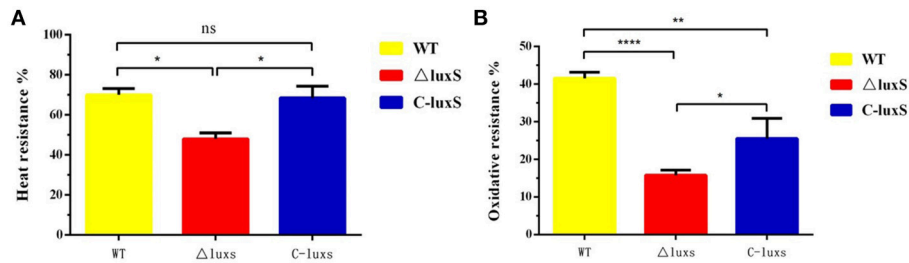 A
B
ns
**
*
*
****
*
WT
△luxS
C-luxS
WT
△luxS
C-luxS
Heat resistance %
100
80
60
40
20
0
WT
△luxs
C-luxs
Oxidative resistance %
50
40
30
20
10
0
WT
△luxs
C-luxs